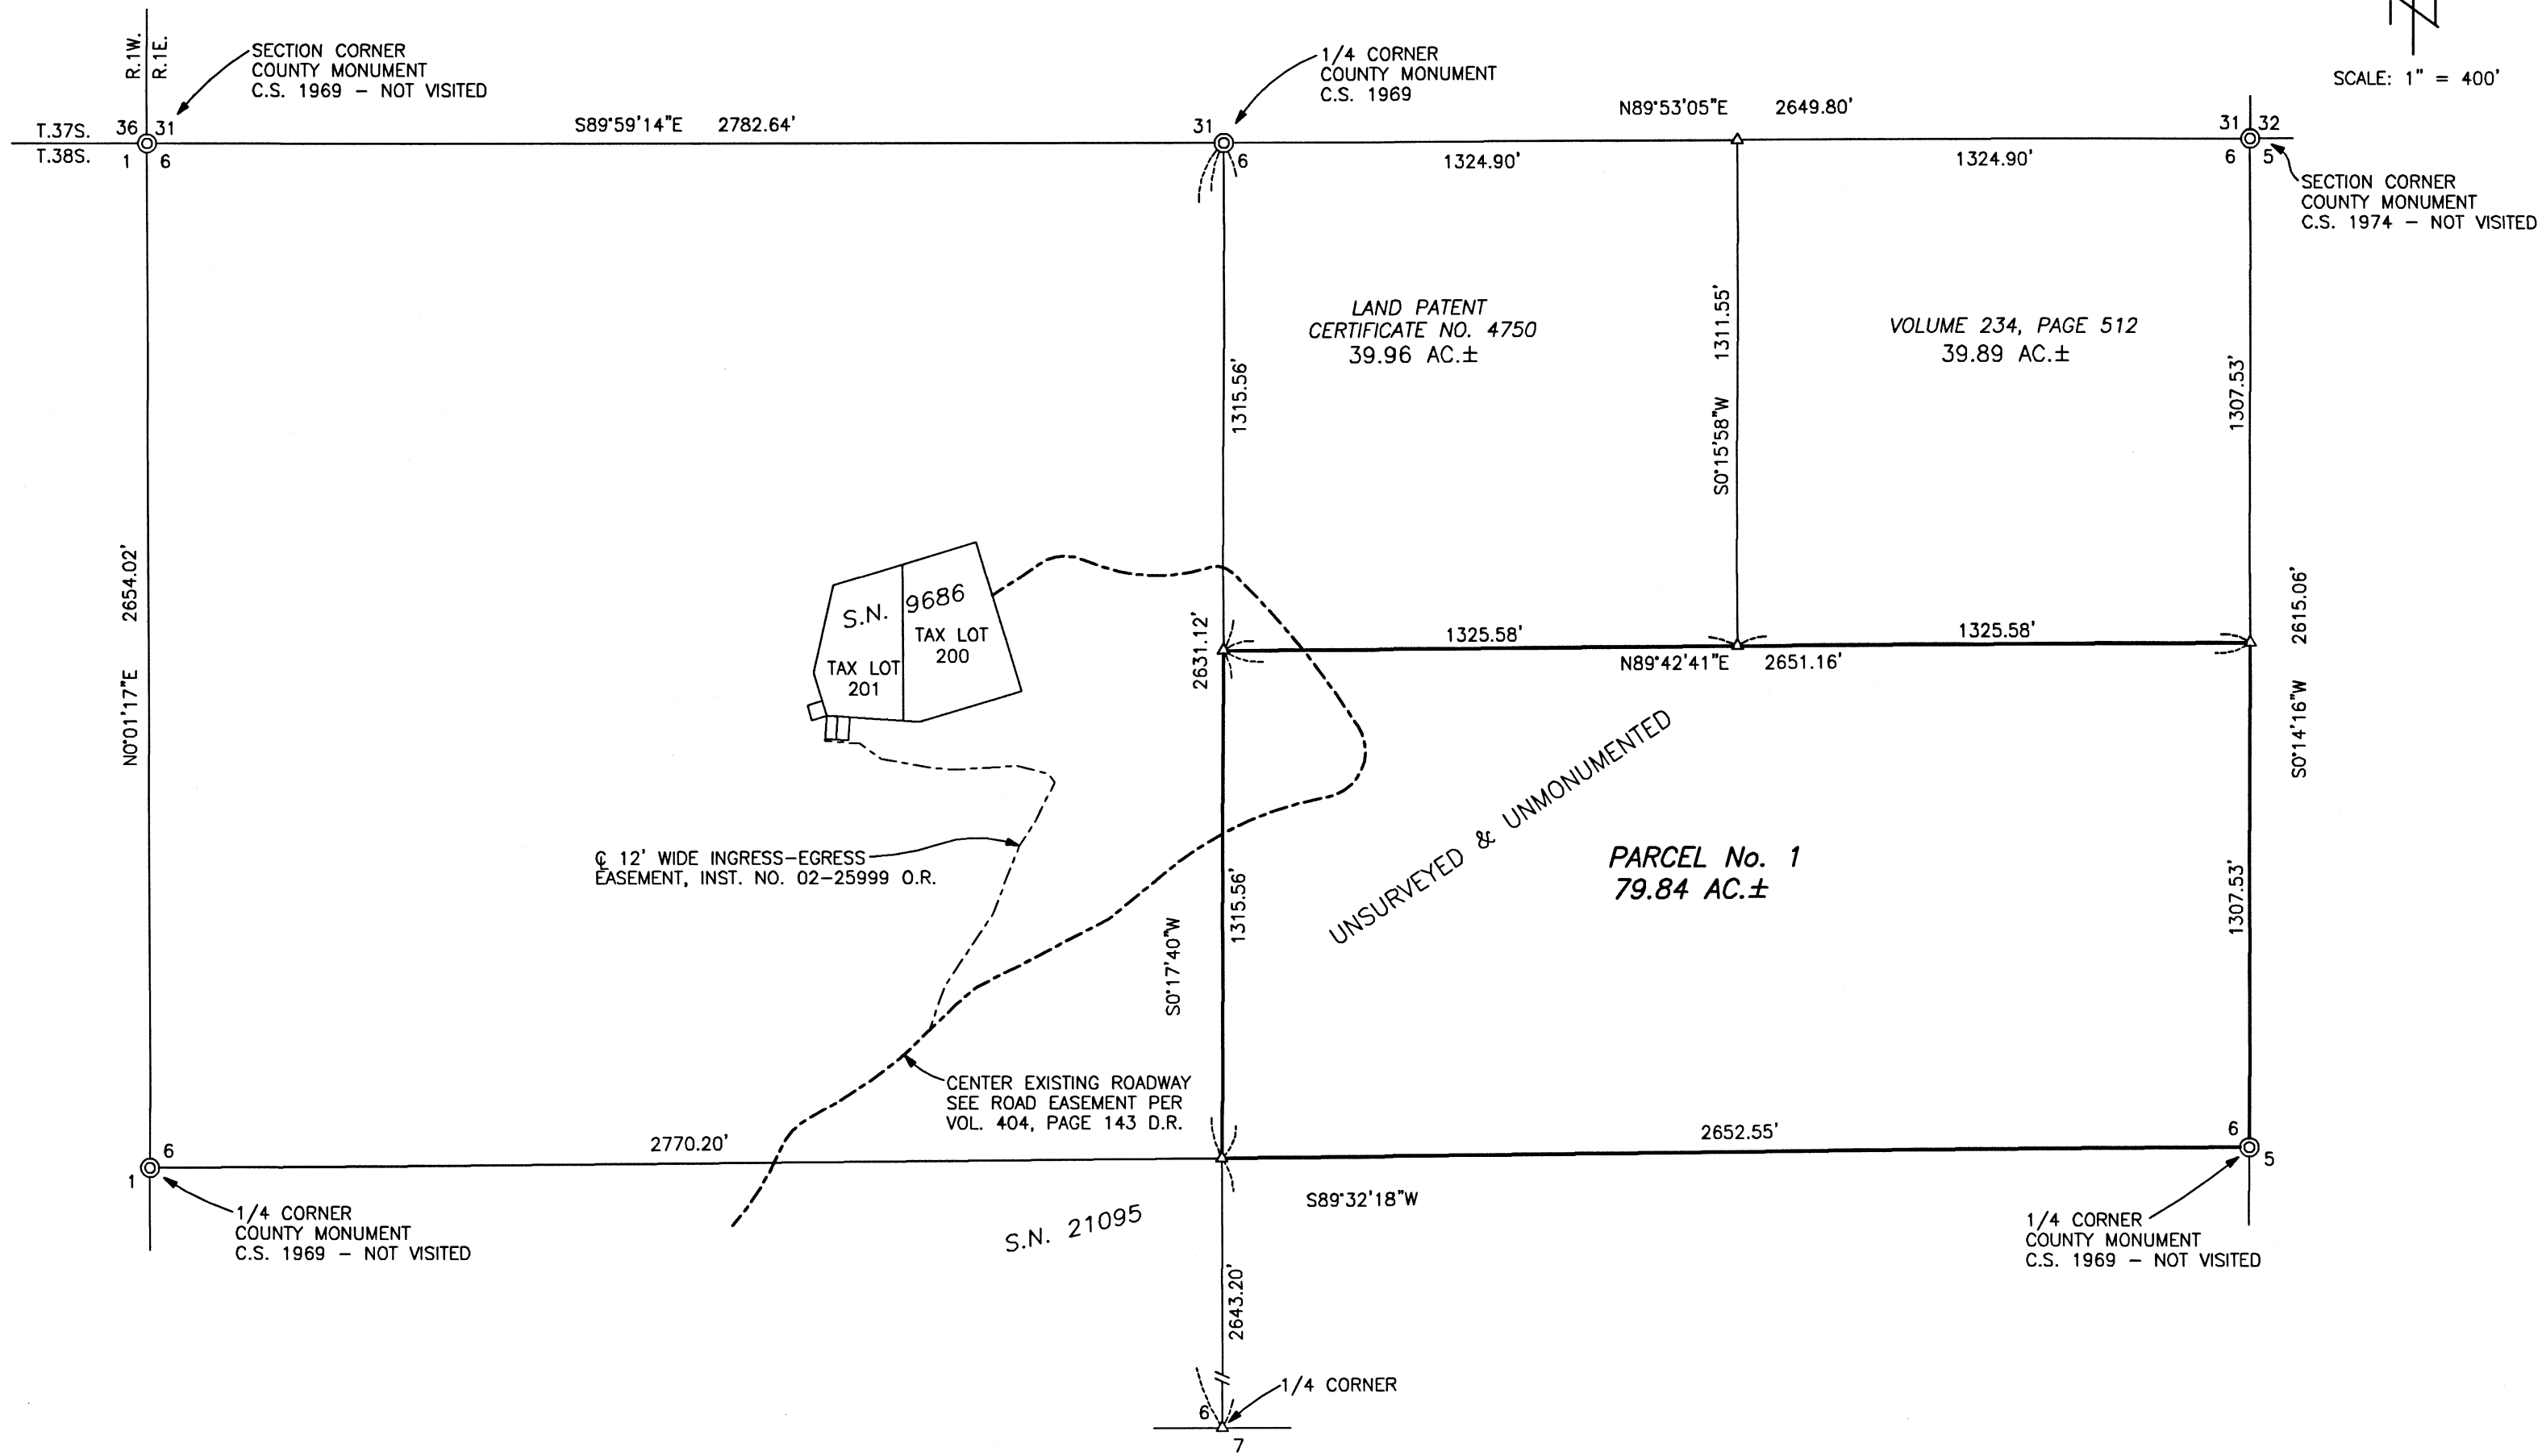 R.1W.
R.1E.
SECTION CORNER
COUNTY MONUMENT
C.S. 1969 – NOT VISITED
1/4 CORNER
COUNTY MONUMENT
C.S. 1969
SCALE: 1" = 400'
T.37S.
T.38S.
36 31
1 6
S89°59'14"E 2782.64'
31
6
N89°53'05"E 2649.80'
1324.90'
1324.90'
31 32
6 5
SECTION CORNER
COUNTY MONUMENT
C.S. 1974 – NOT VISITED
LAND PATENT
CERTIFICATE NO. 4750
39.96 AC.±
VOLUME 234, PAGE 512
39.89 AC.±
1315.56'
S0°15'58"W 1311.55'
1307.53'
N0°01'17"E 2654.02'
S.N. 9686
TAX LOT
200
TAX LOT
201
2631.12'
1325.58'
1325.58'
N89°42'41"E 2651.16'
S0°14'16"W 2615.06'
UNSURVEYED & UNMONUMENTED
PARCEL No. 1
79.84 AC.±
℄ 12' WIDE INGRESS–EGRESS
EASEMENT, INST. NO. 02–25999 O.R.
S0°17'40"W
1315.56'
1307.53'
CENTER EXISTING ROADWAY
SEE ROAD EASEMENT PER
VOL. 404, PAGE 143 D.R.
6
1
2770.20'
2652.55'
6
5
S89°32'18"W
1/4 CORNER
COUNTY MONUMENT
C.S. 1969 – NOT VISITED
S.N. 21095
1/4 CORNER
COUNTY MONUMENT
C.S. 1969 – NOT VISITED
2643.20'
1/4 CORNER
6
7